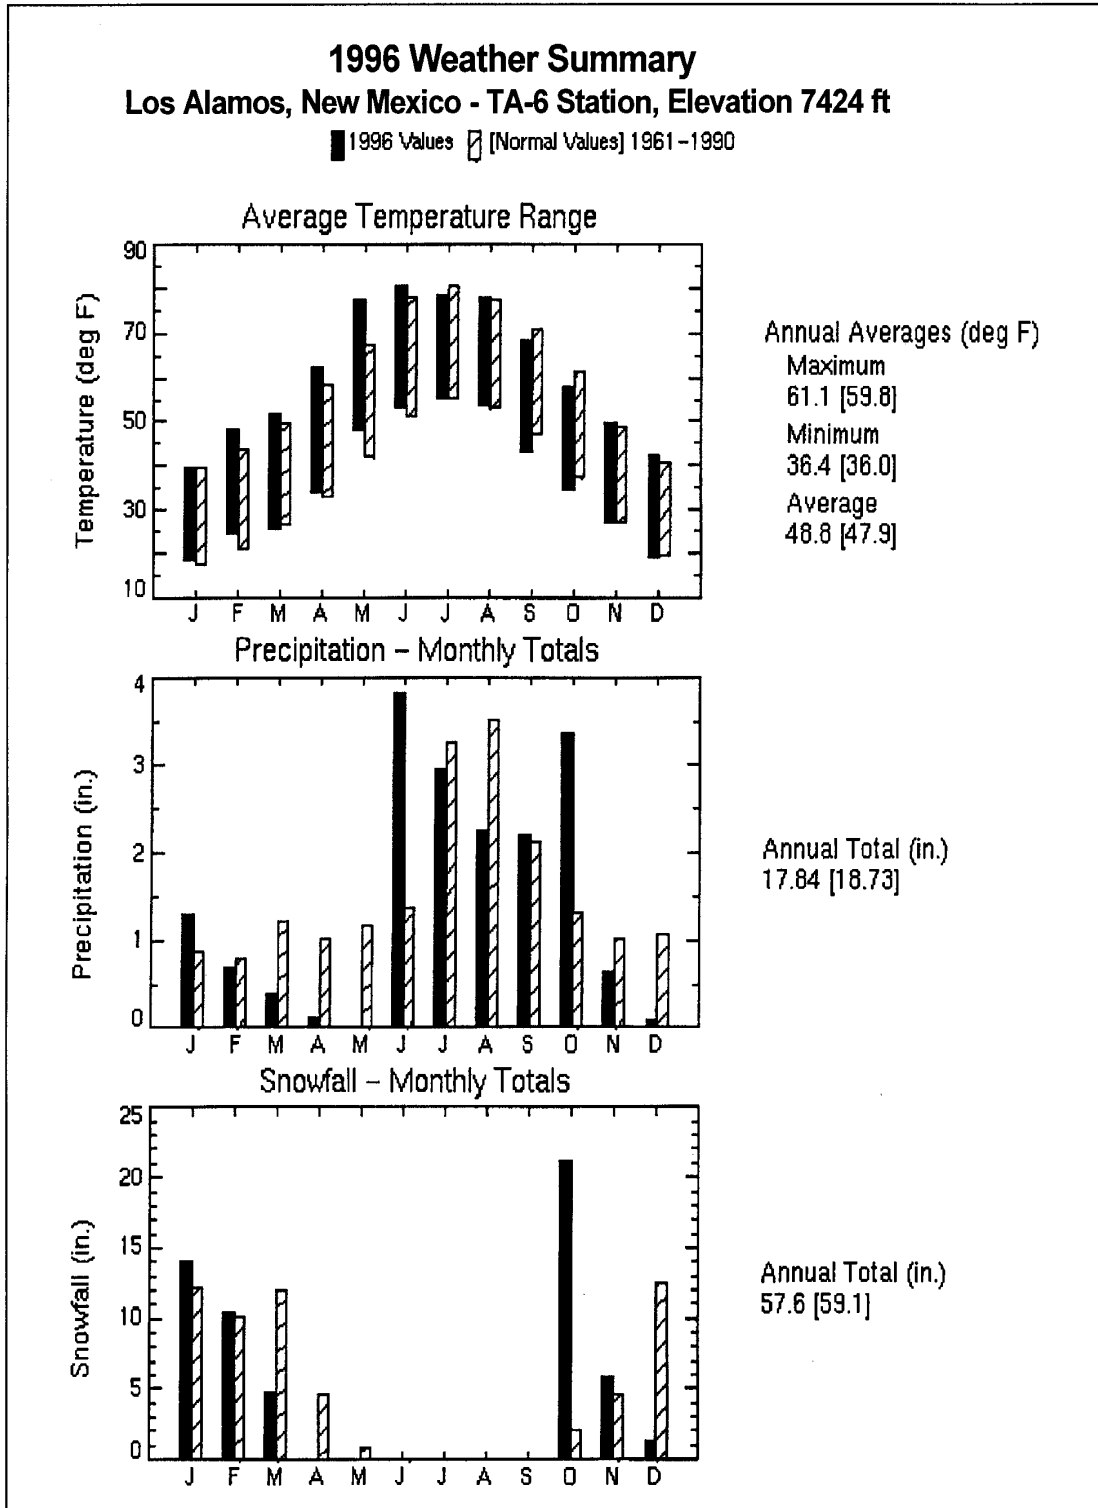 1996 Weather Summary
Los Alamos, New Mexico - TA-6 Station, Elevation 7424 ft
1996 Values [Normal Values] 1961-1990
Average Temperature Range
Temperature (deg F)
90
70
50
30
10
J F M A M J J A S O N D
Annual Averages (deg F)
Maximum
61.1 [59.8]
Minimum
36.4 [36.0]
Average
48.8 [47.9]
Precipitation - Monthly Totals
Precipitation (in.)
4
3
2
1
0
J F M A M J J A S O N D
Annual Total (in.)
17.84 [18.73]
Snowfall - Monthly Totals
Snowfall (in.)
25
20
15
10
5
0
J F M A M J J A S O N D
Annual Total (in.)
57.6 [59.1]